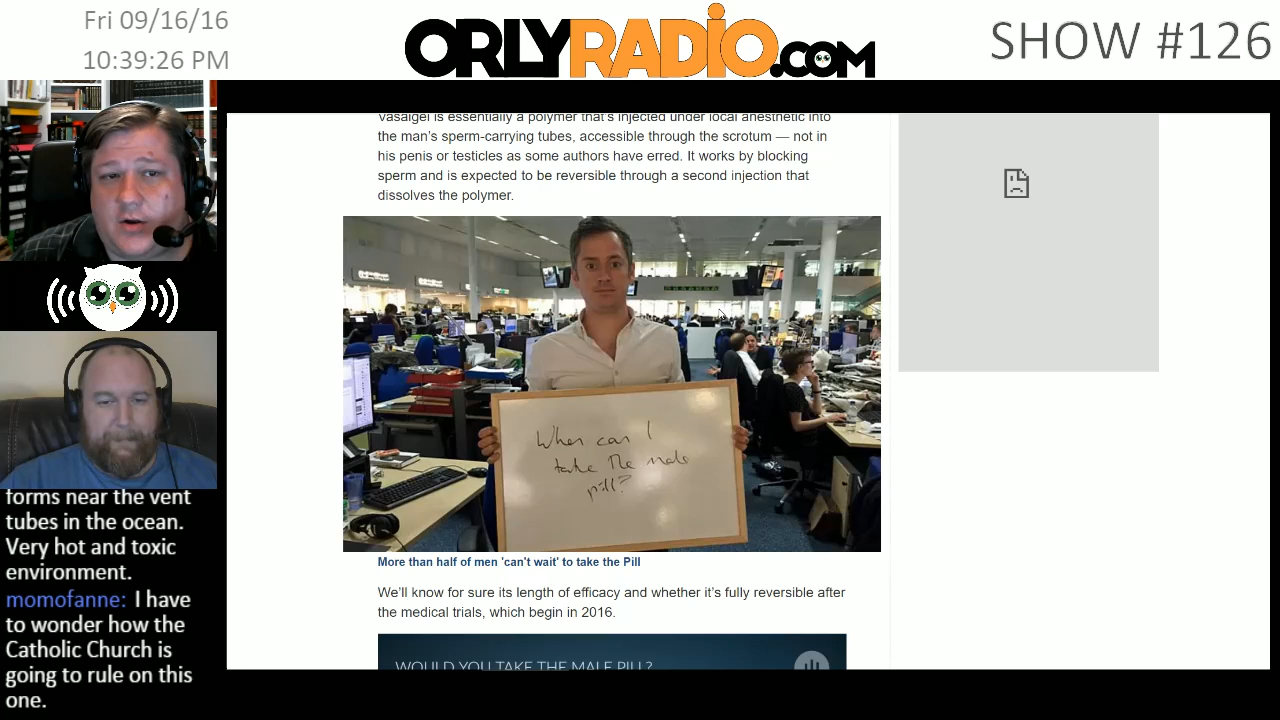 Fri 09/16/16
10:39:26 PM
ORLYRADiO.COM
SHOW #126
Vasalgel is essentially a polymer that's injected under local anesthetic into
the man's sperm-carrying tubes, accessible through the scrotum — not in
his penis or testicles as some authors have erred. It works by blocking
sperm and is expected to be reversible through a second injection that
dissolves the polymer.
When can I
take the male
pill?
More than half of men 'can't wait' to take the Pill
We'll know for sure its length of efficacy and whether it's fully reversible after
the medical trials, which begin in 2016.
WOULD YOU TAKE THE MALE PILL?
forms near the vent
tubes in the ocean.
Very hot and toxic
environment.
momofanne: I have
to wonder how the
Catholic Church is
going to rule on this
one.